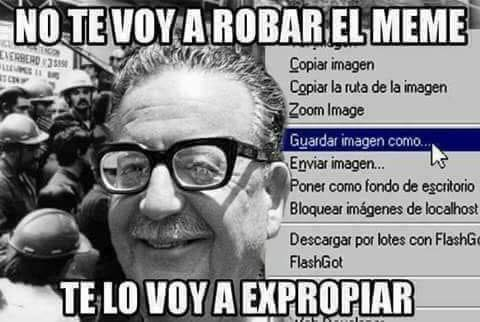 NO TE VOY A ROBAR EL MEME
Copiar imagen
Copiar la ruta de la imagen
Zoom Image
Guardar imagen como...
Enviar imagen...
Poner como fondo de escritorio
Bloquear imágenes de localhost
Descargar por lotes con FlashG
FlashGot
TE LO VOY A EXPROPIAR